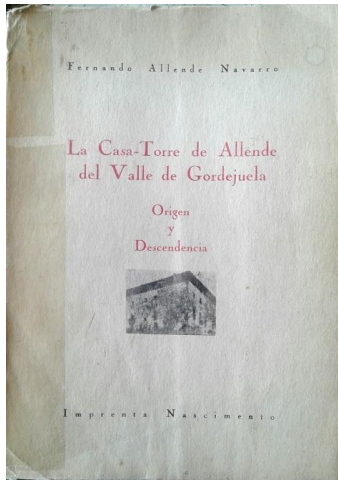 Fernando Allende Navarro
La Casa-Torre de Allende
del Valle de Gordejuela
Origen
y
Descendencia
Imprenta Nascimento